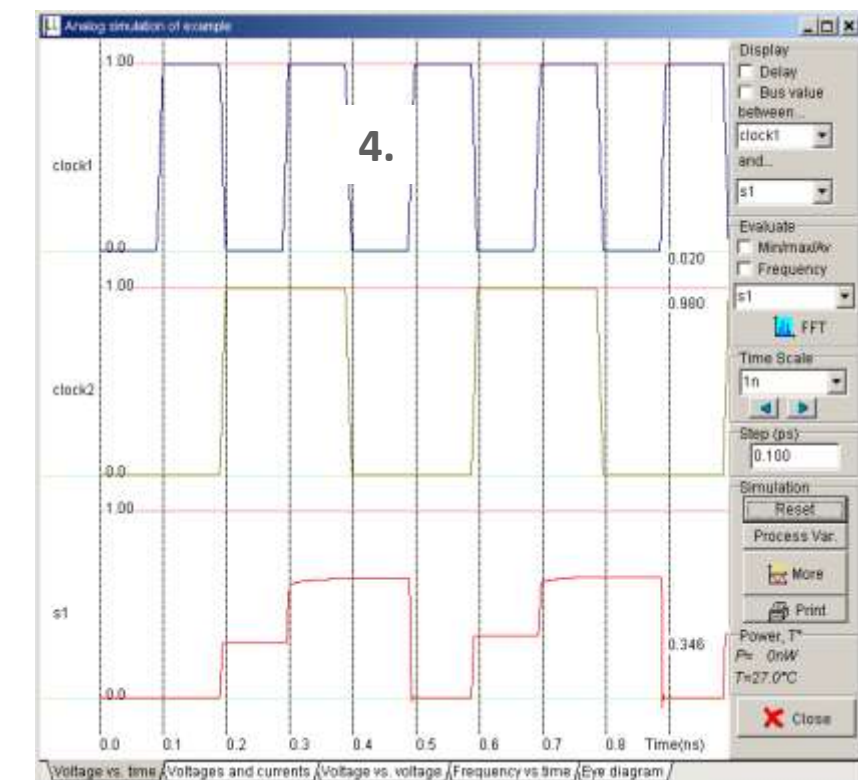 Analog simulation of example
1.00
4.
clock1
0.0
0.020
1.00
0.980
clock2
0.0
1.00
s1
0.346
0.0
0.0 0.1 0.2 0.3 0.4 0.5 0.6 0.7 0.8 Time(ns)
Voltage vs. time Voltages and currents Voltage vs. voltage Frequency vs time Eye diagram
Display
Delay
Bus value
between...
clock1
and...
s1
Evaluate
Min/max/Av
Frequency
s1
FFT
Time Scale
1n
Step (ps)
0.100
Simulation
Reset
Process Var.
More
Print
Power, T°
P= 0nW
T=27.0°C
Close